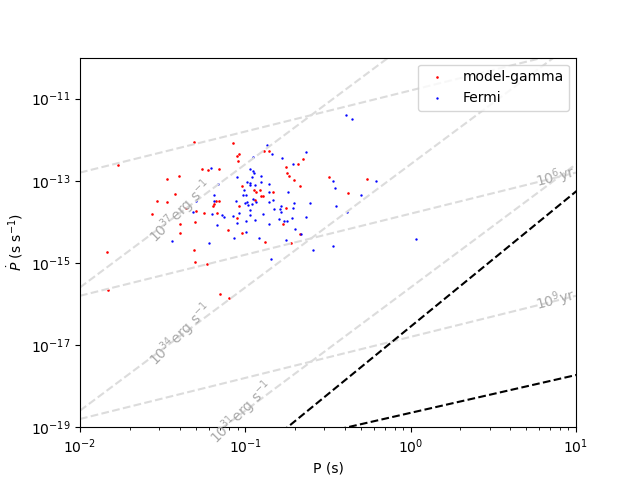 model-gamma
Fermi
10⁻¹¹
10⁻¹³
10⁻¹⁵
10⁻¹⁷
10⁻¹⁹
Ṗ (s s⁻¹)
10⁶ yr
10⁹ yr
10³⁷ erg s⁻¹
10³⁴ erg s⁻¹
10³¹ erg s⁻¹
10⁻²
10⁻¹
10⁰
10¹
P (s)